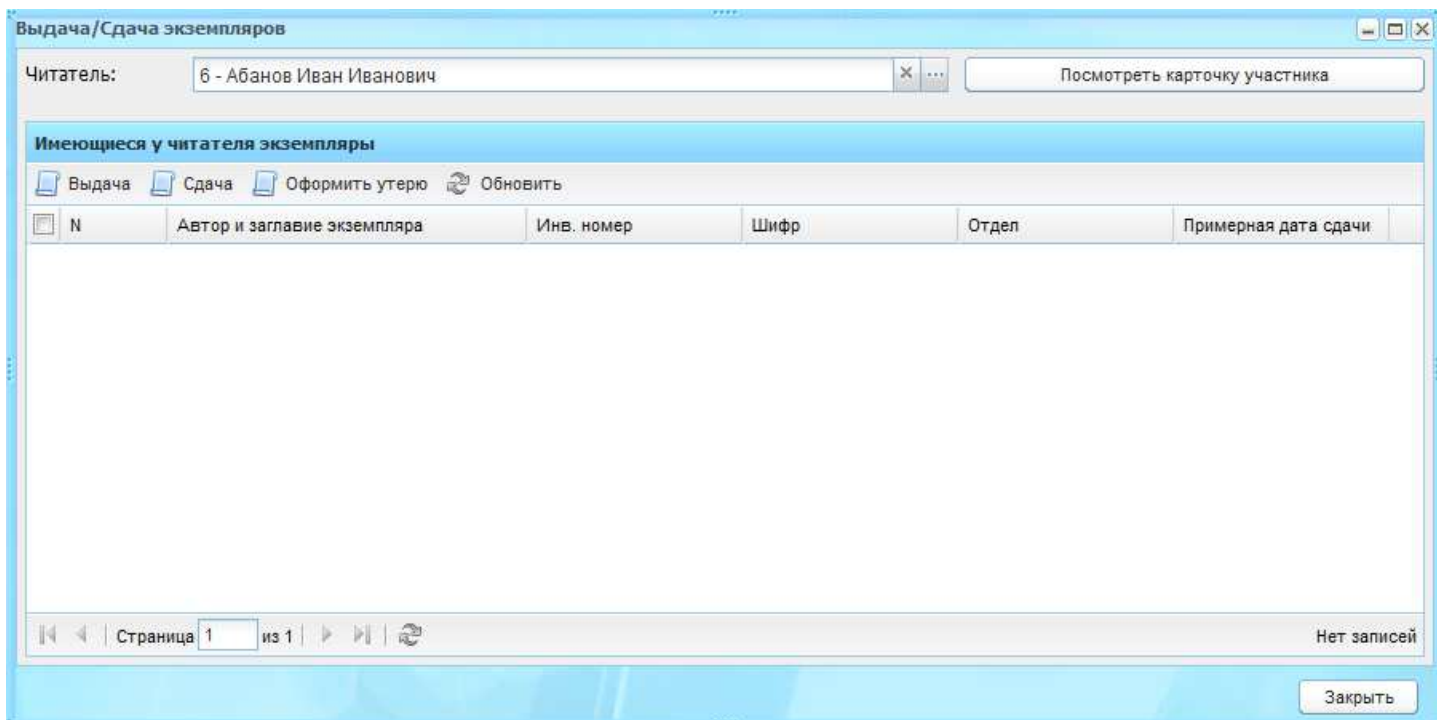 Выдача/Сдача экземпляров
Читатель: 6 - Абанов Иван Иванович ... Посмотреть карточку участника
Имеющиеся у читателя экземпляры
Выдача Сдача Оформить утерю Обновить
N Автор и заглавие экземпляра Инв. номер Шифр Отдел Примерная дата сдачи
Страница 1 из 1 Нет записей
Закрыть